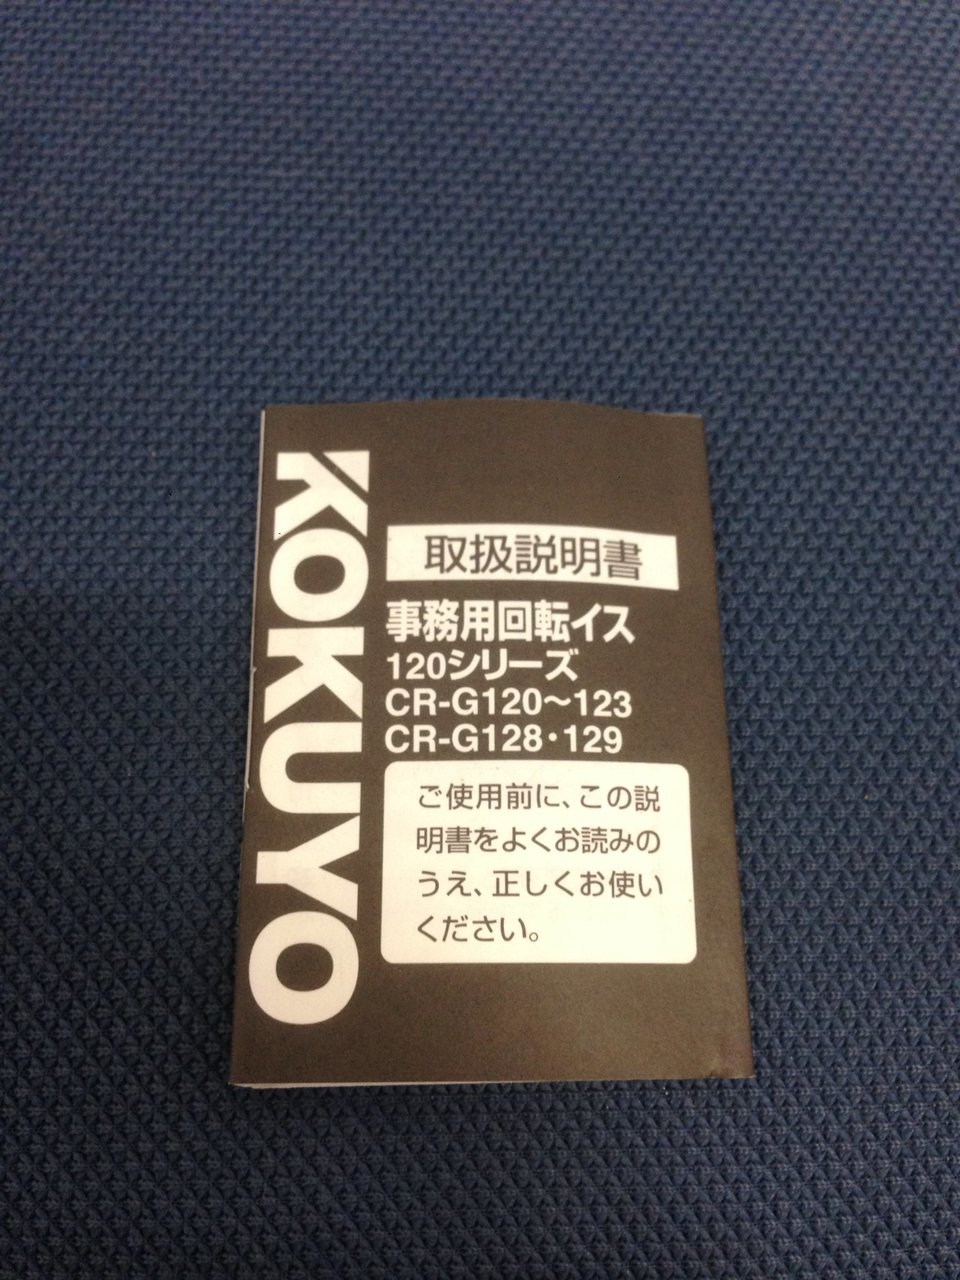 KOKUYO
取扱説明書
事務用回転イス
120シリーズ
CR-G120～123
CR-G128・129
ご使用前に、この説
明書をよくお読みの
うえ、正しくお使い
ください。